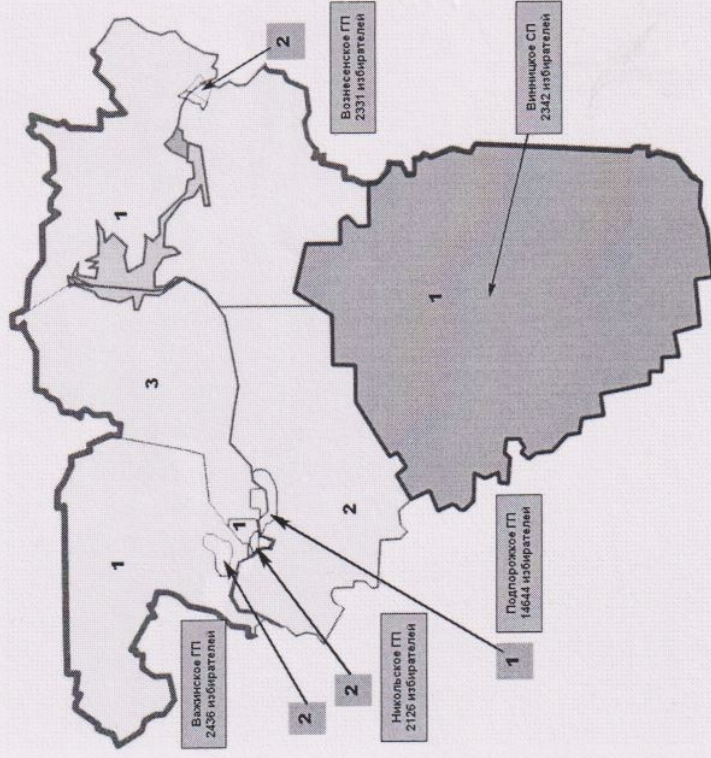 1
1
3
Важинское ГП
2436 избирателей
1
2
2
2
2
Вознесенское ГП
2331 избирателей
Никольское ГП
2126 избирателей
1
1
Подпорожкое ГП
14644 избирателей
Винницкое СП
2342 избирателей